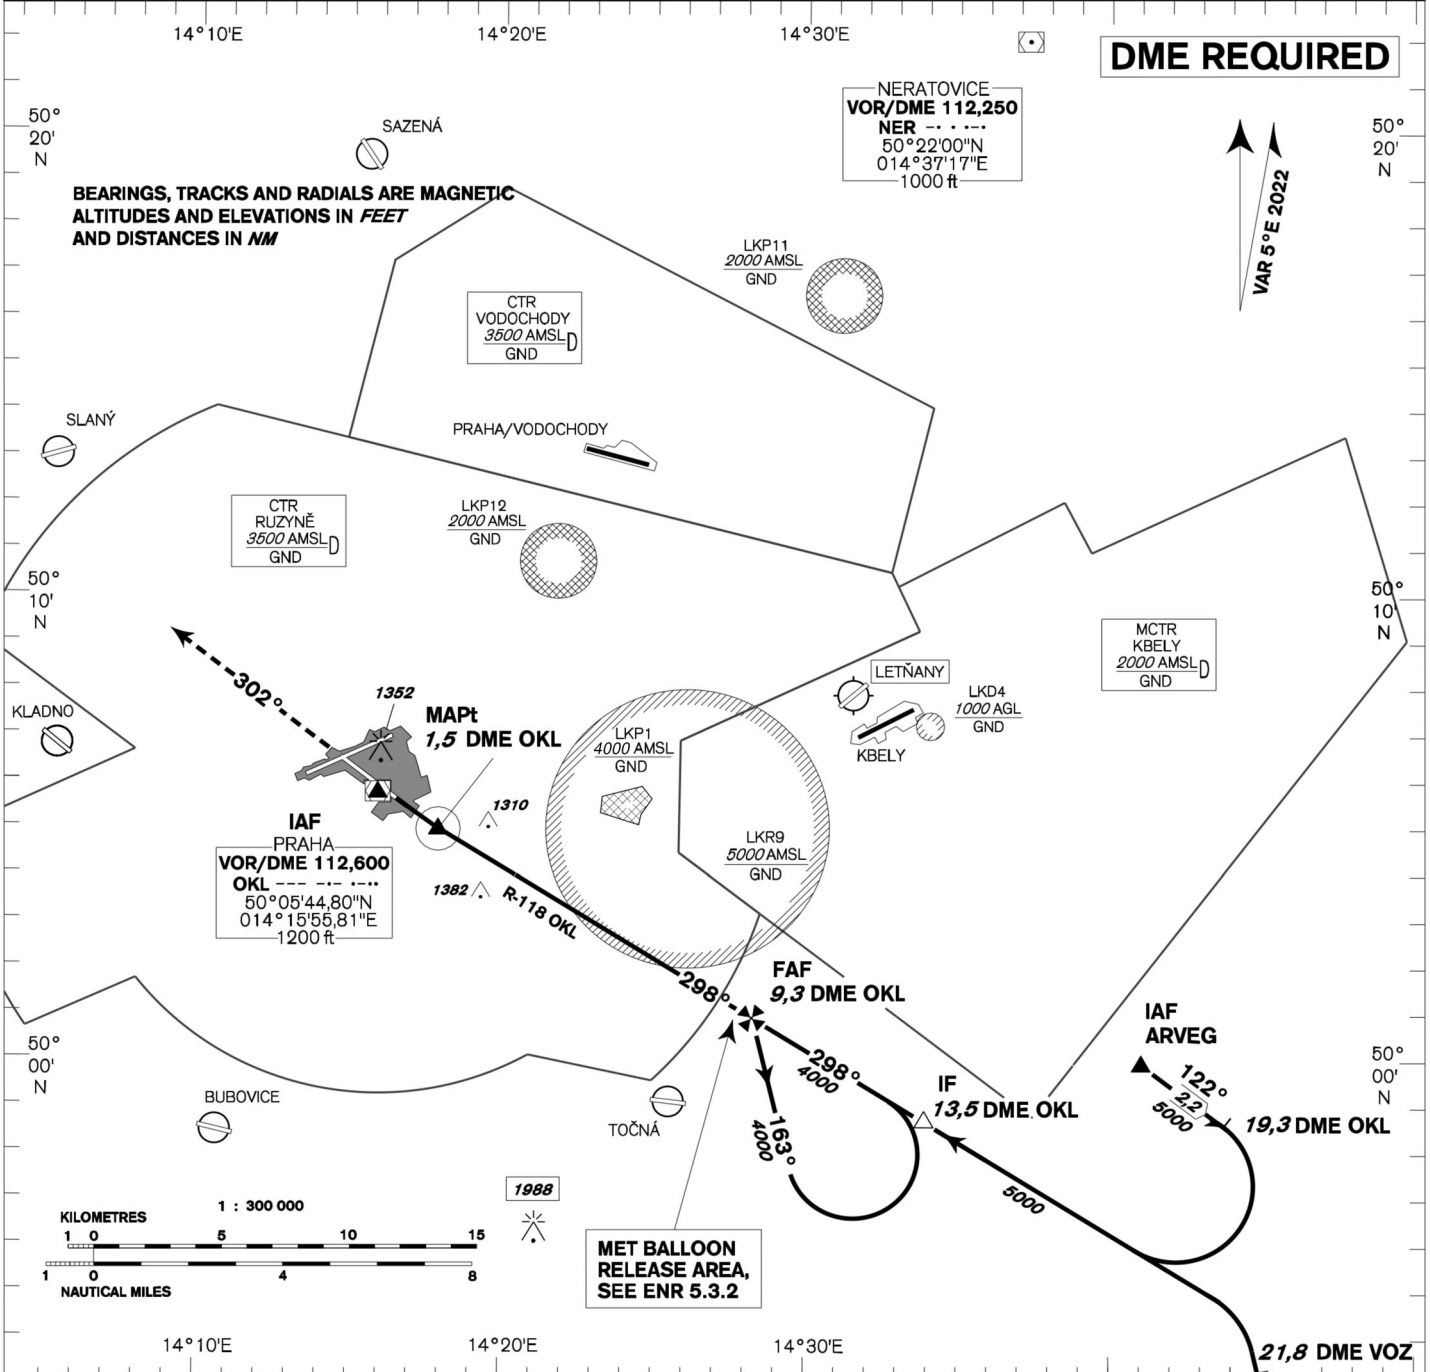 14°10'E
14°20'E
14°30'E
DME REQUIRED
NERATOVICE
VOR/DME 112,250
NER –· · ·–·
50°22'00"N
014°37'17"E
1000 ft
50°
20'
N
50°
20'
N
SAZENÁ
BEARINGS, TRACKS AND RADIALS ARE MAGNETIC
ALTITUDES AND ELEVATIONS IN FEET
AND DISTANCES IN NM
VAR 5°E 2022
LKP11
2000 AMSL
GND
CTR
VODOCHODY
3500 AMSL D
GND
SLANÝ
PRAHA/VODOCHODY
CTR
RUZYNĚ
3500 AMSL D
GND
LKP12
2000 AMSL
GND
50°
10'
N
50°
10'
N
MCTR
KBELY
2000 AMSL D
GND
LETŇANY
LKD4
1000 AGL
GND
KBELY
302°
1352
KLADNO
MAPt
1,5 DME OKL
LKP1
4000 AMSL
GND
1310
IAF
PRAHA
VOR/DME 112,600
OKL ––– –·– ·–··
50°05'44,80"N
014°15'55,81"E
1200 ft
1382
R-118 OKL
LKR9
5000 AMSL
GND
298°
FAF
9,3 DME OKL
IAF
ARVEG
50°
00'
N
50°
00'
N
298°
4000
IF
13,5 DME OKL
122°
2,2
5000
19,3 DME OKL
BUBOVICE
TOČNÁ
163°
4000
5000
1988
1 : 300 000
KILOMETRES
1 0 5 10 15
1 0 4 8
NAUTICAL MILES
MET BALLOON
RELEASE AREA,
SEE ENR 5.3.2
14°10'E
14°20'E
14°30'E
21,8 DME VOZ